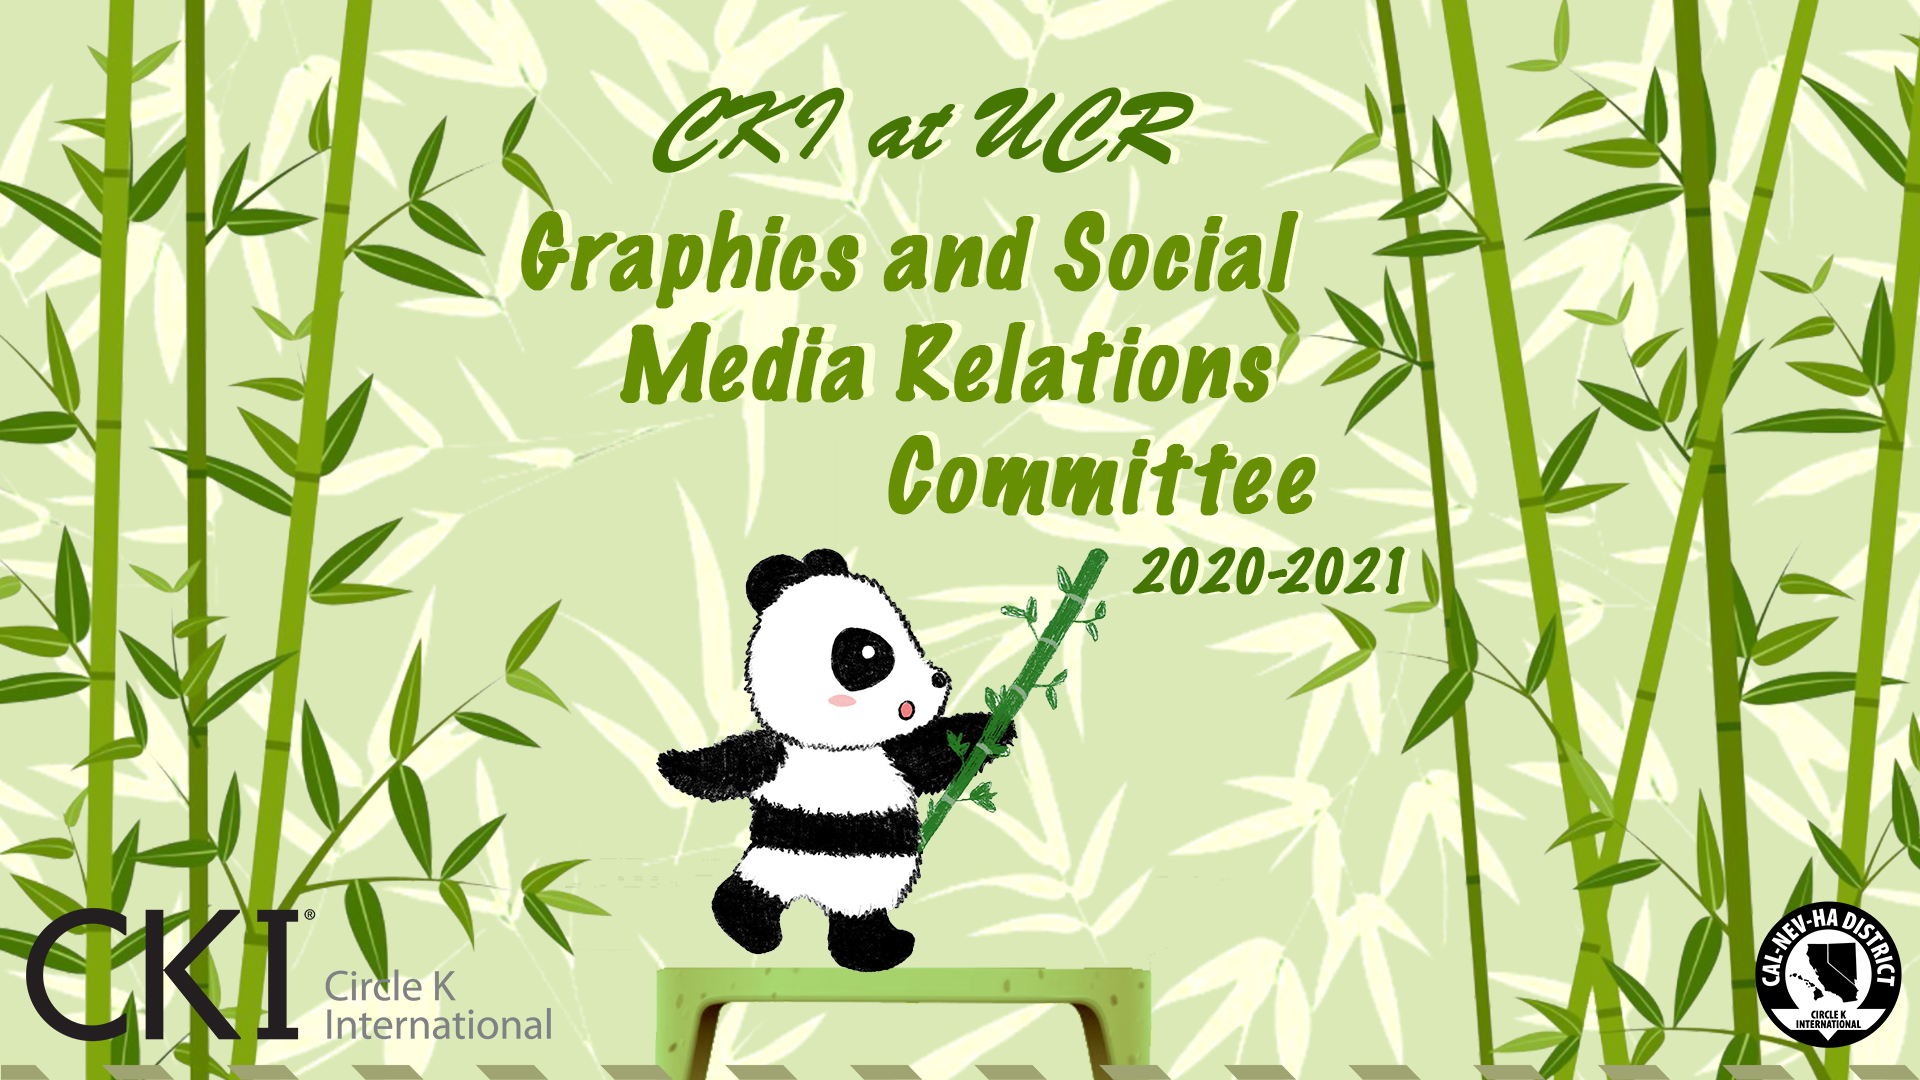 CKI at UCR
Graphics and Social
Media Relations
Committee
2020-2021
CKI®
Circle K
International
CAL-NEV-HA DISTRICT
CIRCLE K
INTERNATIONAL